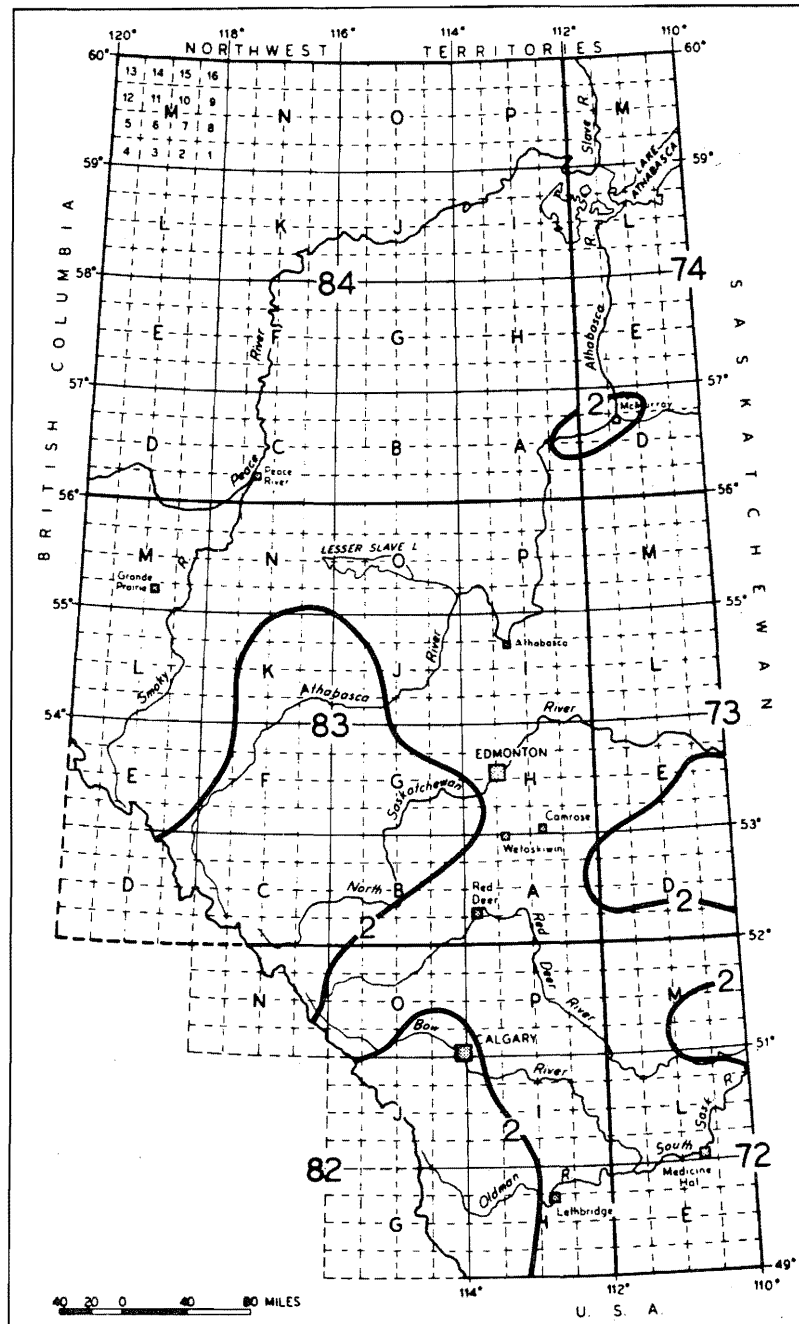 120° 118° 116° 114° 112° 110°
NORTHWEST TERRITORIES
60° 60°
13 14 15 16
12 11 10 9
5 6 7 8
4 3 2 1
M N O P M
Slave R.
59° 59°
LAKE
ATHABASCA
L K J I L
R.
58° 58°
84 74
BRITISH COLUMBIA
SASKATCHEWAN
E F G H E
River
Athabasca
57° 57°
2
McMurray
D C B A D
Peace
Peace
River
56° 56°
M N O P M
LESSER SLAVE L
R.
Grande
Prairie
55° 55°
Athabasca
L K J L
Smoky
Athabasca
River
River
54° 54°
83 73
EDMONTON
E F G H E
Saskatchewan
Camrose
Wetaskiwin
53° 53°
D C B A D
North
Red
Deer
2
2
52° 52°
Red
Deer
River
2
N O P M
Bow
CALGARY
51° 51°
River
J I L
2
South
Sask
R.
82 72
Medicine
Hat
Oldman
R.
Lethbridge
G H E
49°
40 20 0 40 80 MILES
114° 112° 110°
U. S. A.